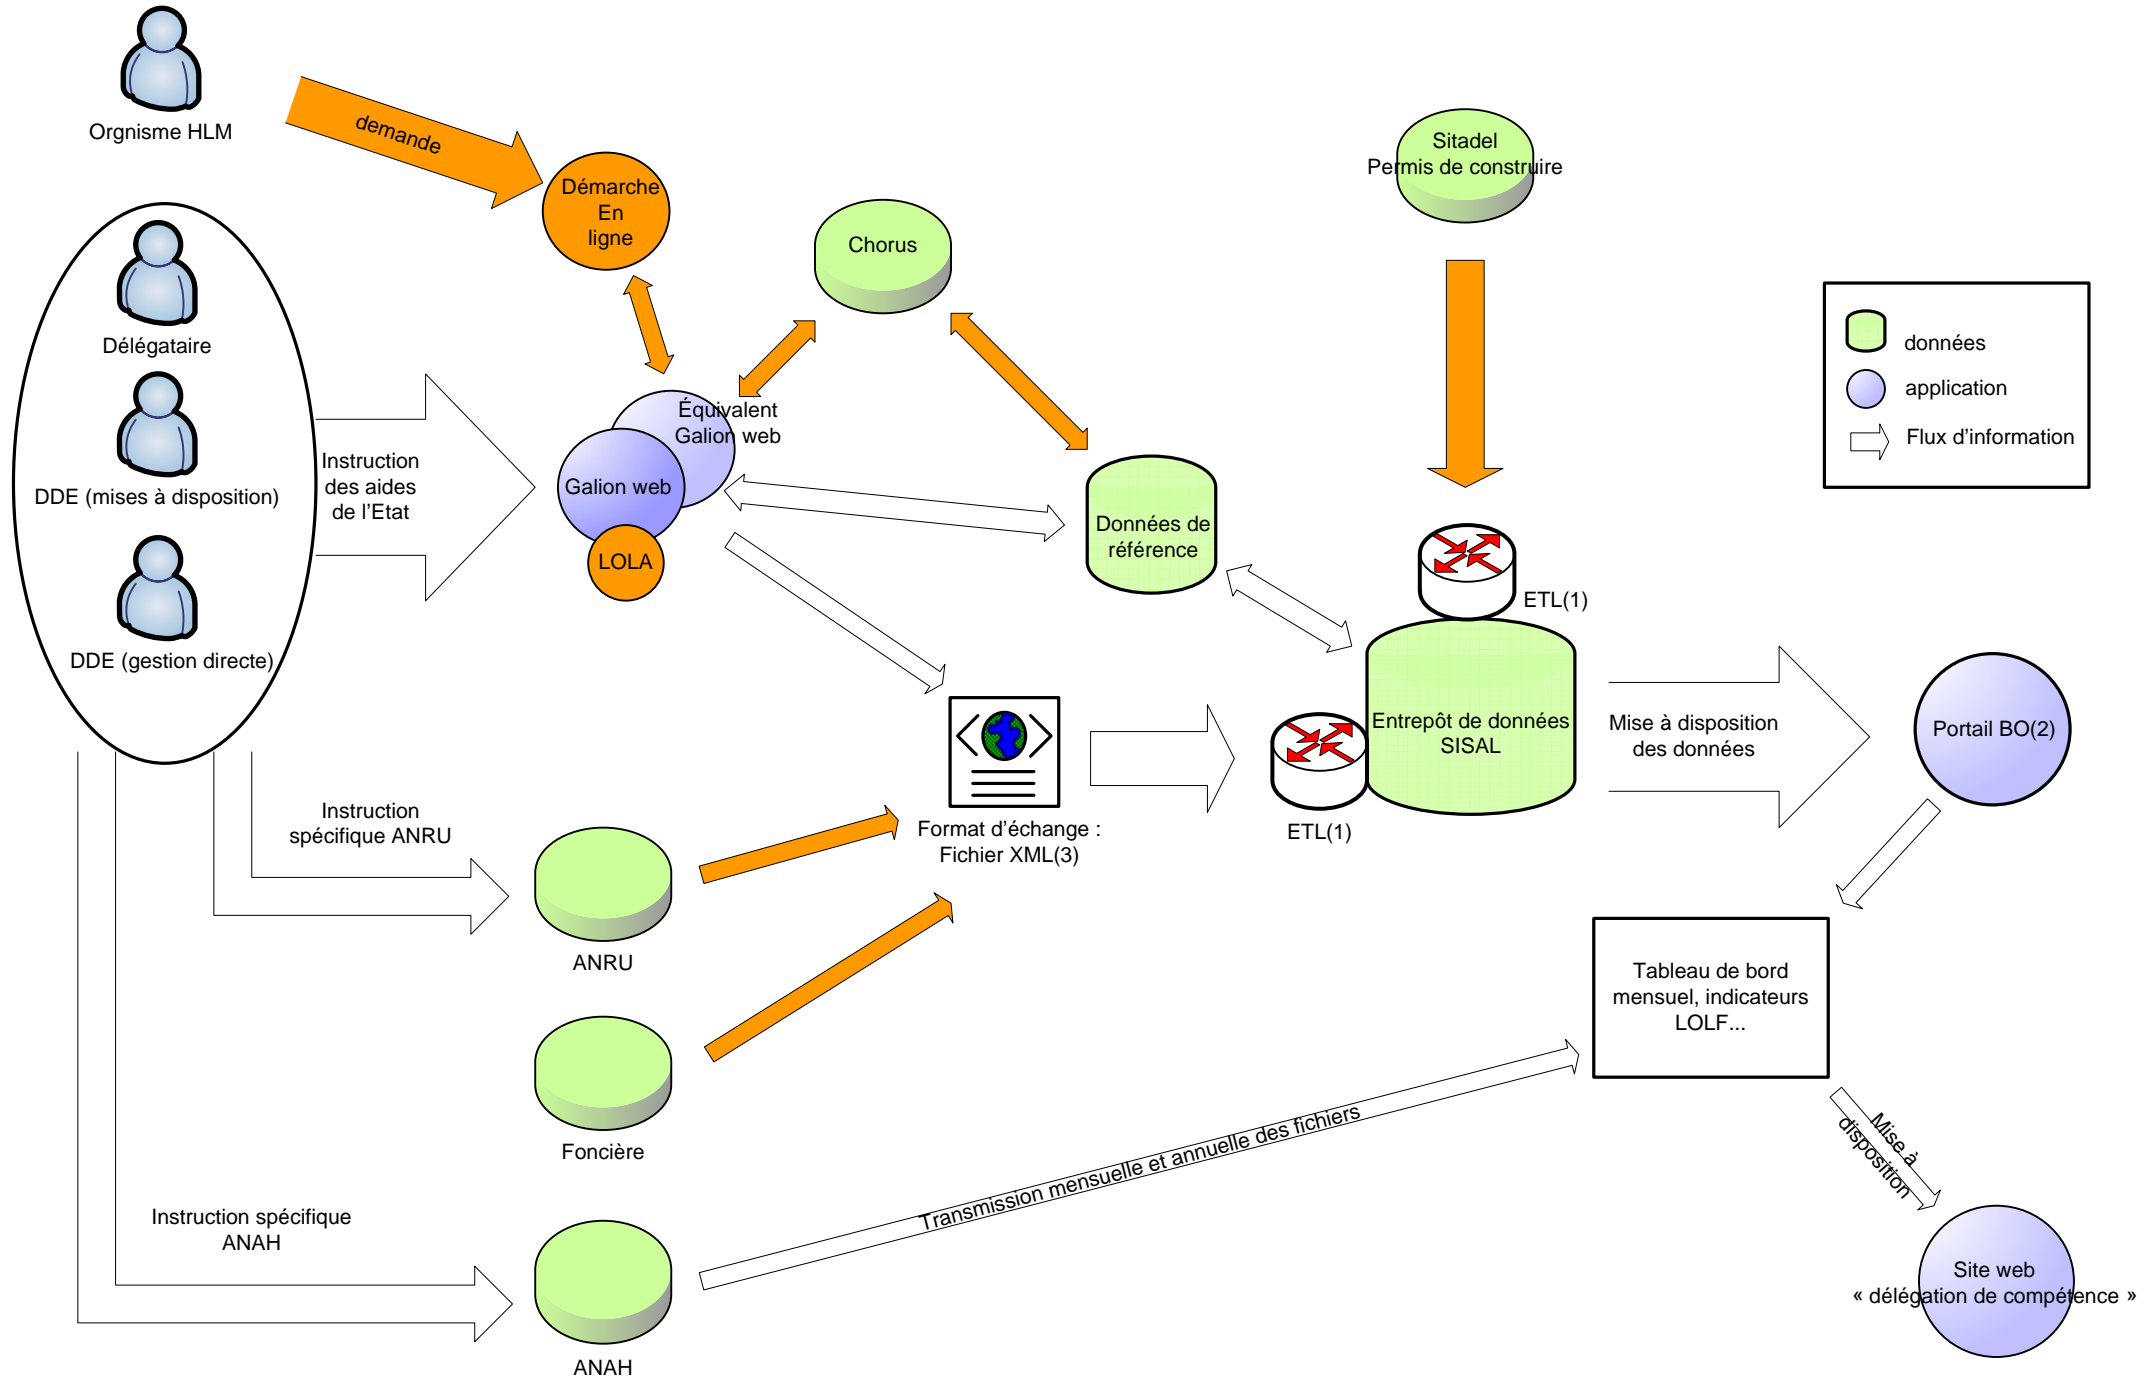 Orgnisme HLM
demande
Démarche
En
ligne
Chorus
Sitadel
Permis de construire
Délégataire
DDE (mises à disposition)
DDE (gestion directe)
Instruction
des aides
de l'Etat
Équivalent
Galion web
Galion web
LOLA
Données de
référence
données
application
Flux d'information
ETL(1)
Entrepôt de données
SISAL
ETL(1)
Mise à disposition
des données
Portail BO(2)
Format d'échange :
Fichier XML(3)
Instruction
spécifique ANRU
ANRU
Foncière
Tableau de bord
mensuel, indicateurs
LOLF...
Transmission mensuelle et annuelle des fichiers
Mise à
disposition
Instruction spécifique
ANAH
ANAH
Site web
« délégation de compétence »